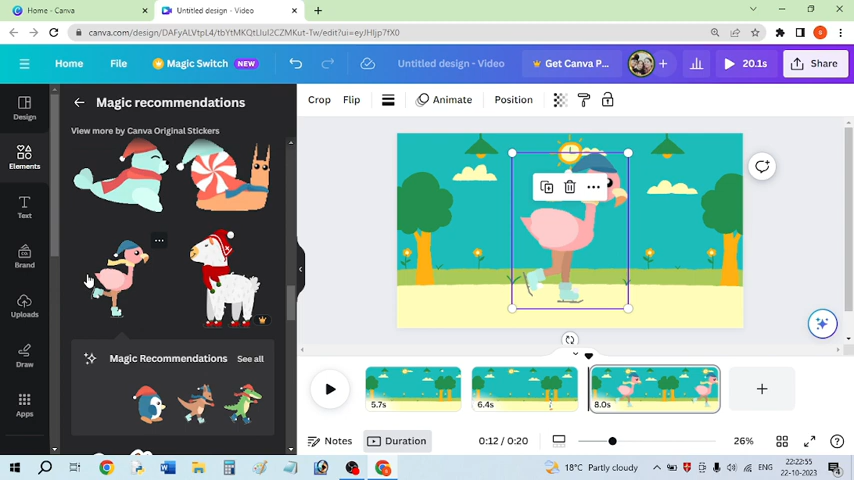 Home - Canva
Untitled design - Video
canva.com/design/DAFyALVtpL4/tbYtMKQtLIul2CZMKut-Tw/edit?ui=eyJHIjp7fX0
Home
File
Magic Switch
NEW
Untitled design - Video
Get Canva P...
20.1s
Share
Design
Elements
Text
Brand
Uploads
Draw
Apps
Magic recommendations
View more by Canva Original Stickers
Magic Recommendations
See all
Crop
Flip
Animate
Position
5.7s
6.4s
8.0s
Notes
Duration
0:12 / 0:20
26%
18°C Partly cloudy
ENG
22:22:55
22-10-2023
4